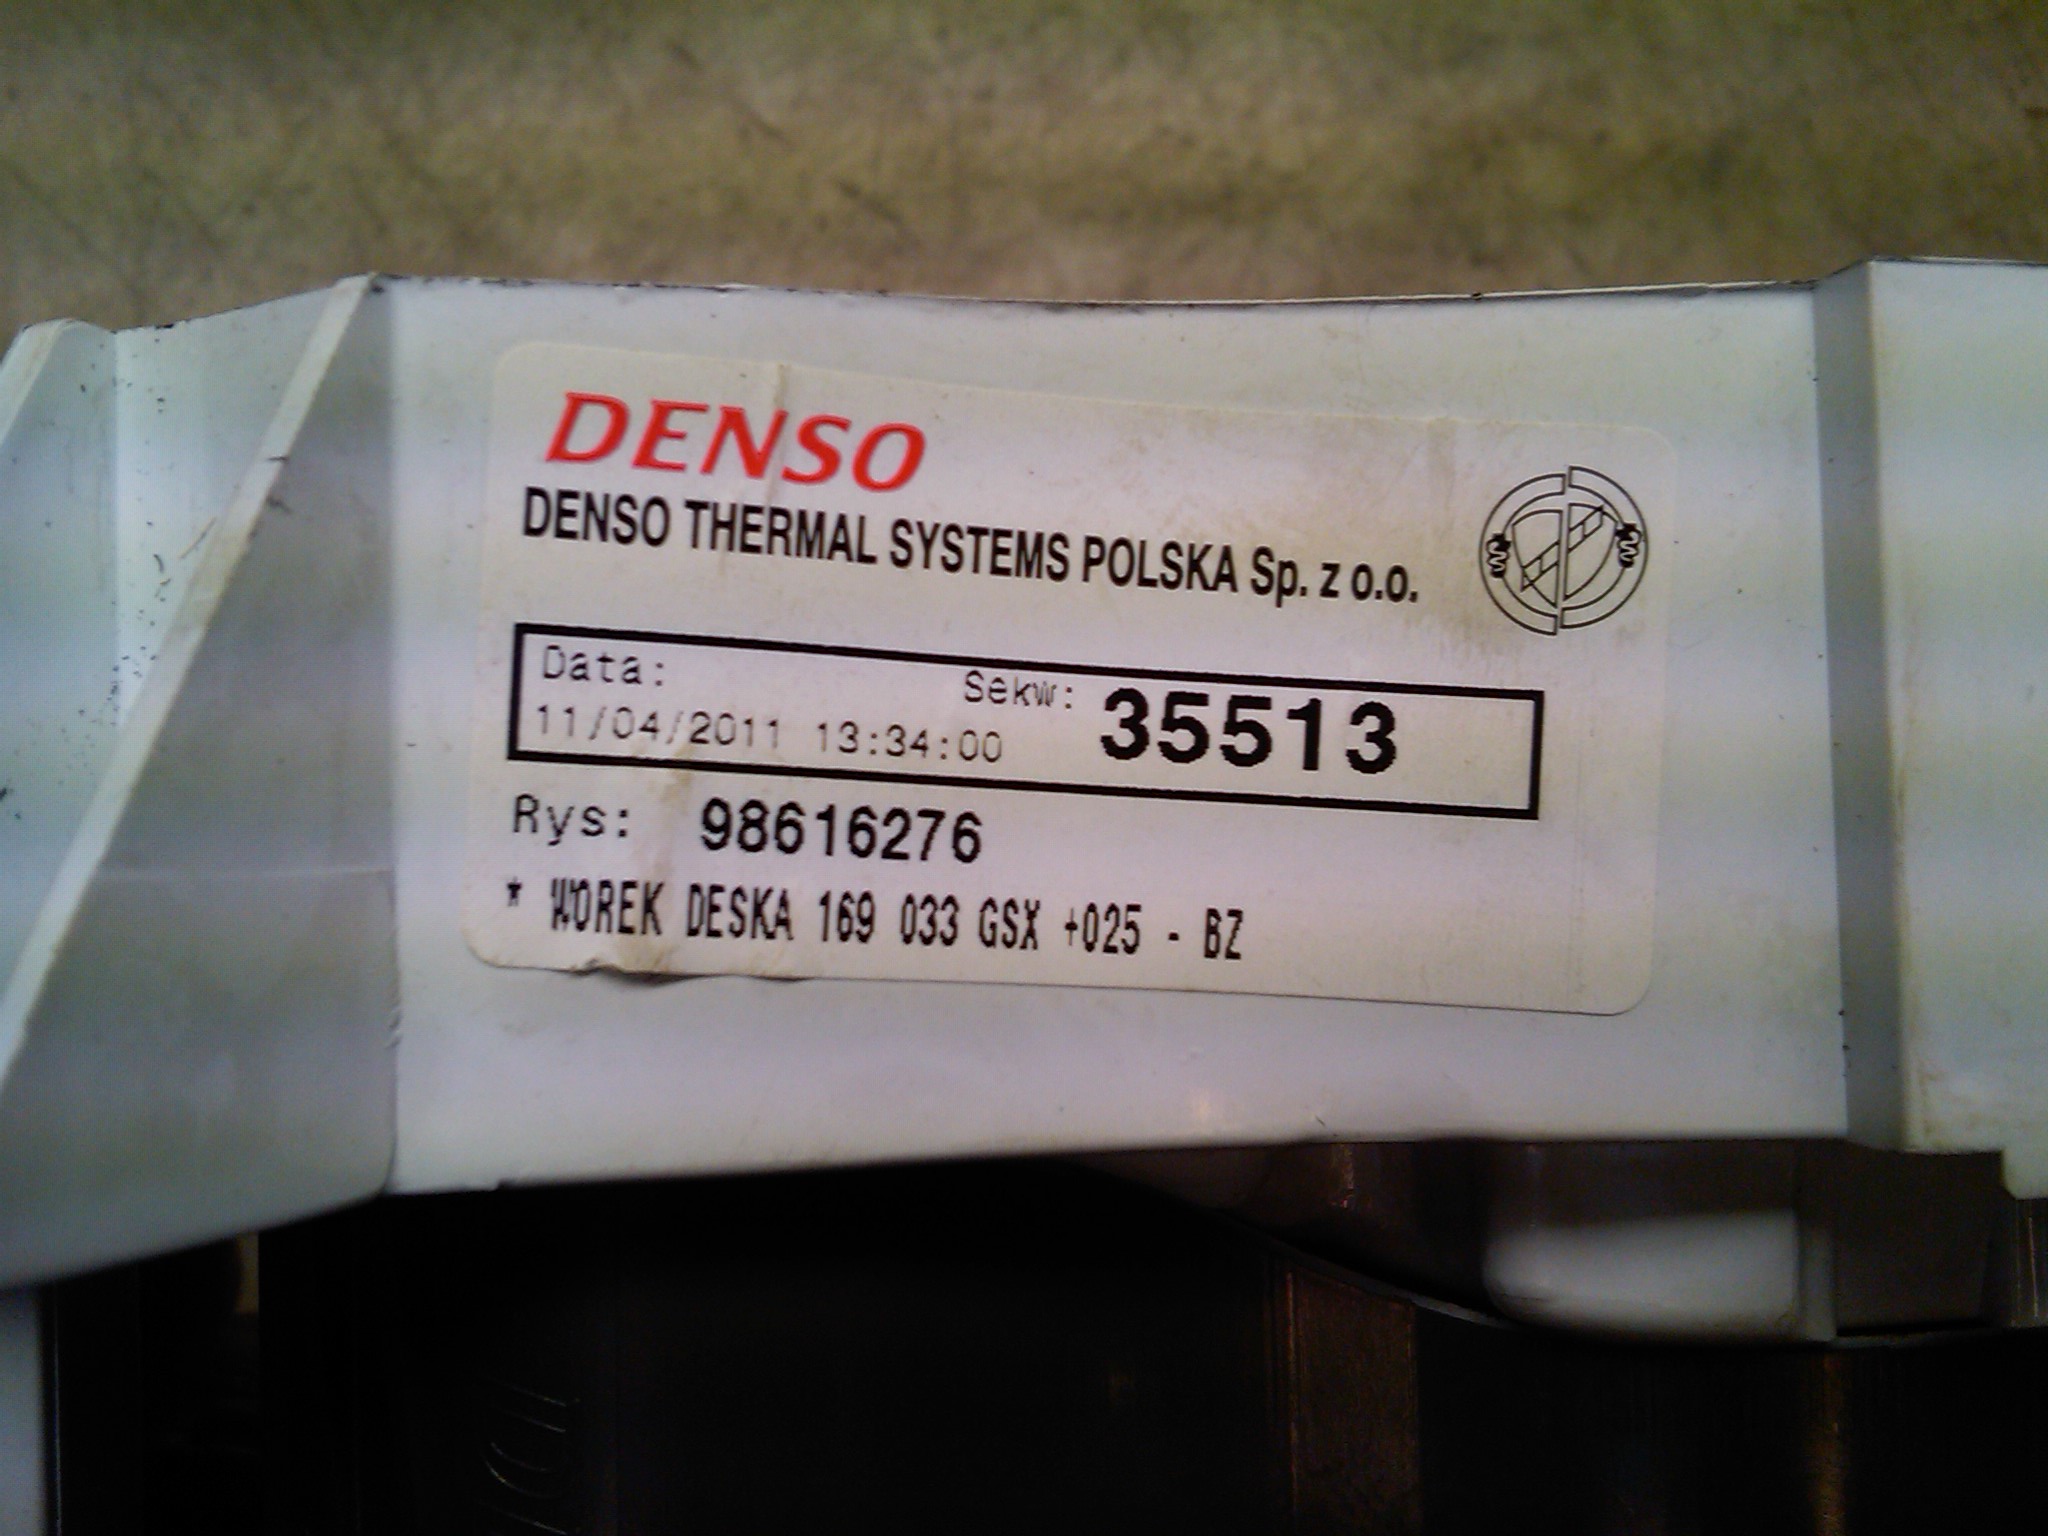 DENSO
DENSO THERMAL SYSTEMS POLSKA Sp. z o.o.
Data: Sekw: 35513
11/04/2011 13:34:00
Rys: 98616276
* WOREK DESKA 169 033 GSX +025 - BZ